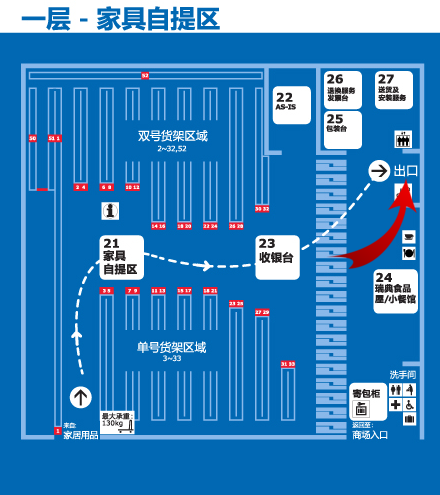 一层 - 家具自提区
52
50
51 1
双号货架区域
2~32,52
3 4
6 8
10 12
14 16
18 20
22 24
26 28
30 32
22
AS-IS
26
退换服务
发票台
27
送货及
安装服务
25
包装台
出口
21
家具
自提区
23
收银台
24
瑞典食品
屋/小餐馆
3 5
7 9
11 13
15 17
19 21
23 25
27 29
31 33
单号货架区域
3~33
最大承重:
130kg
1
来自:
家居用品
洗手间
寄包柜
返回至:
商场入口